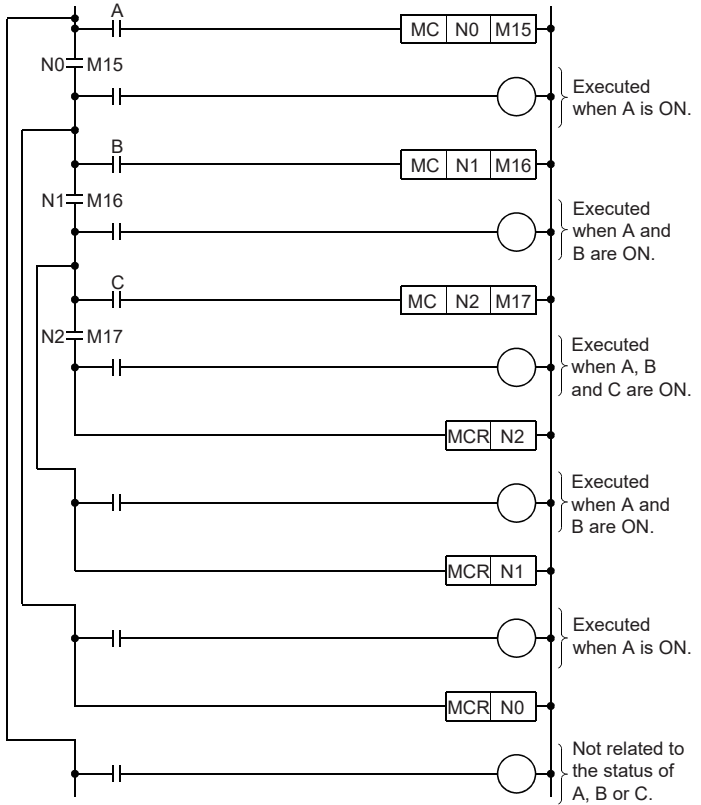 A
MC N0 M15
N0 M15
Executed
when A is ON.
B
MC N1 M16
N1 M16
Executed
when A and
B are ON.
C
MC N2 M17
N2 M17
Executed
when A, B
and C are ON.
MCR N2
Executed
when A and
B are ON.
MCR N1
Executed
when A is ON.
MCR N0
Not related to
the status of
A, B or C.